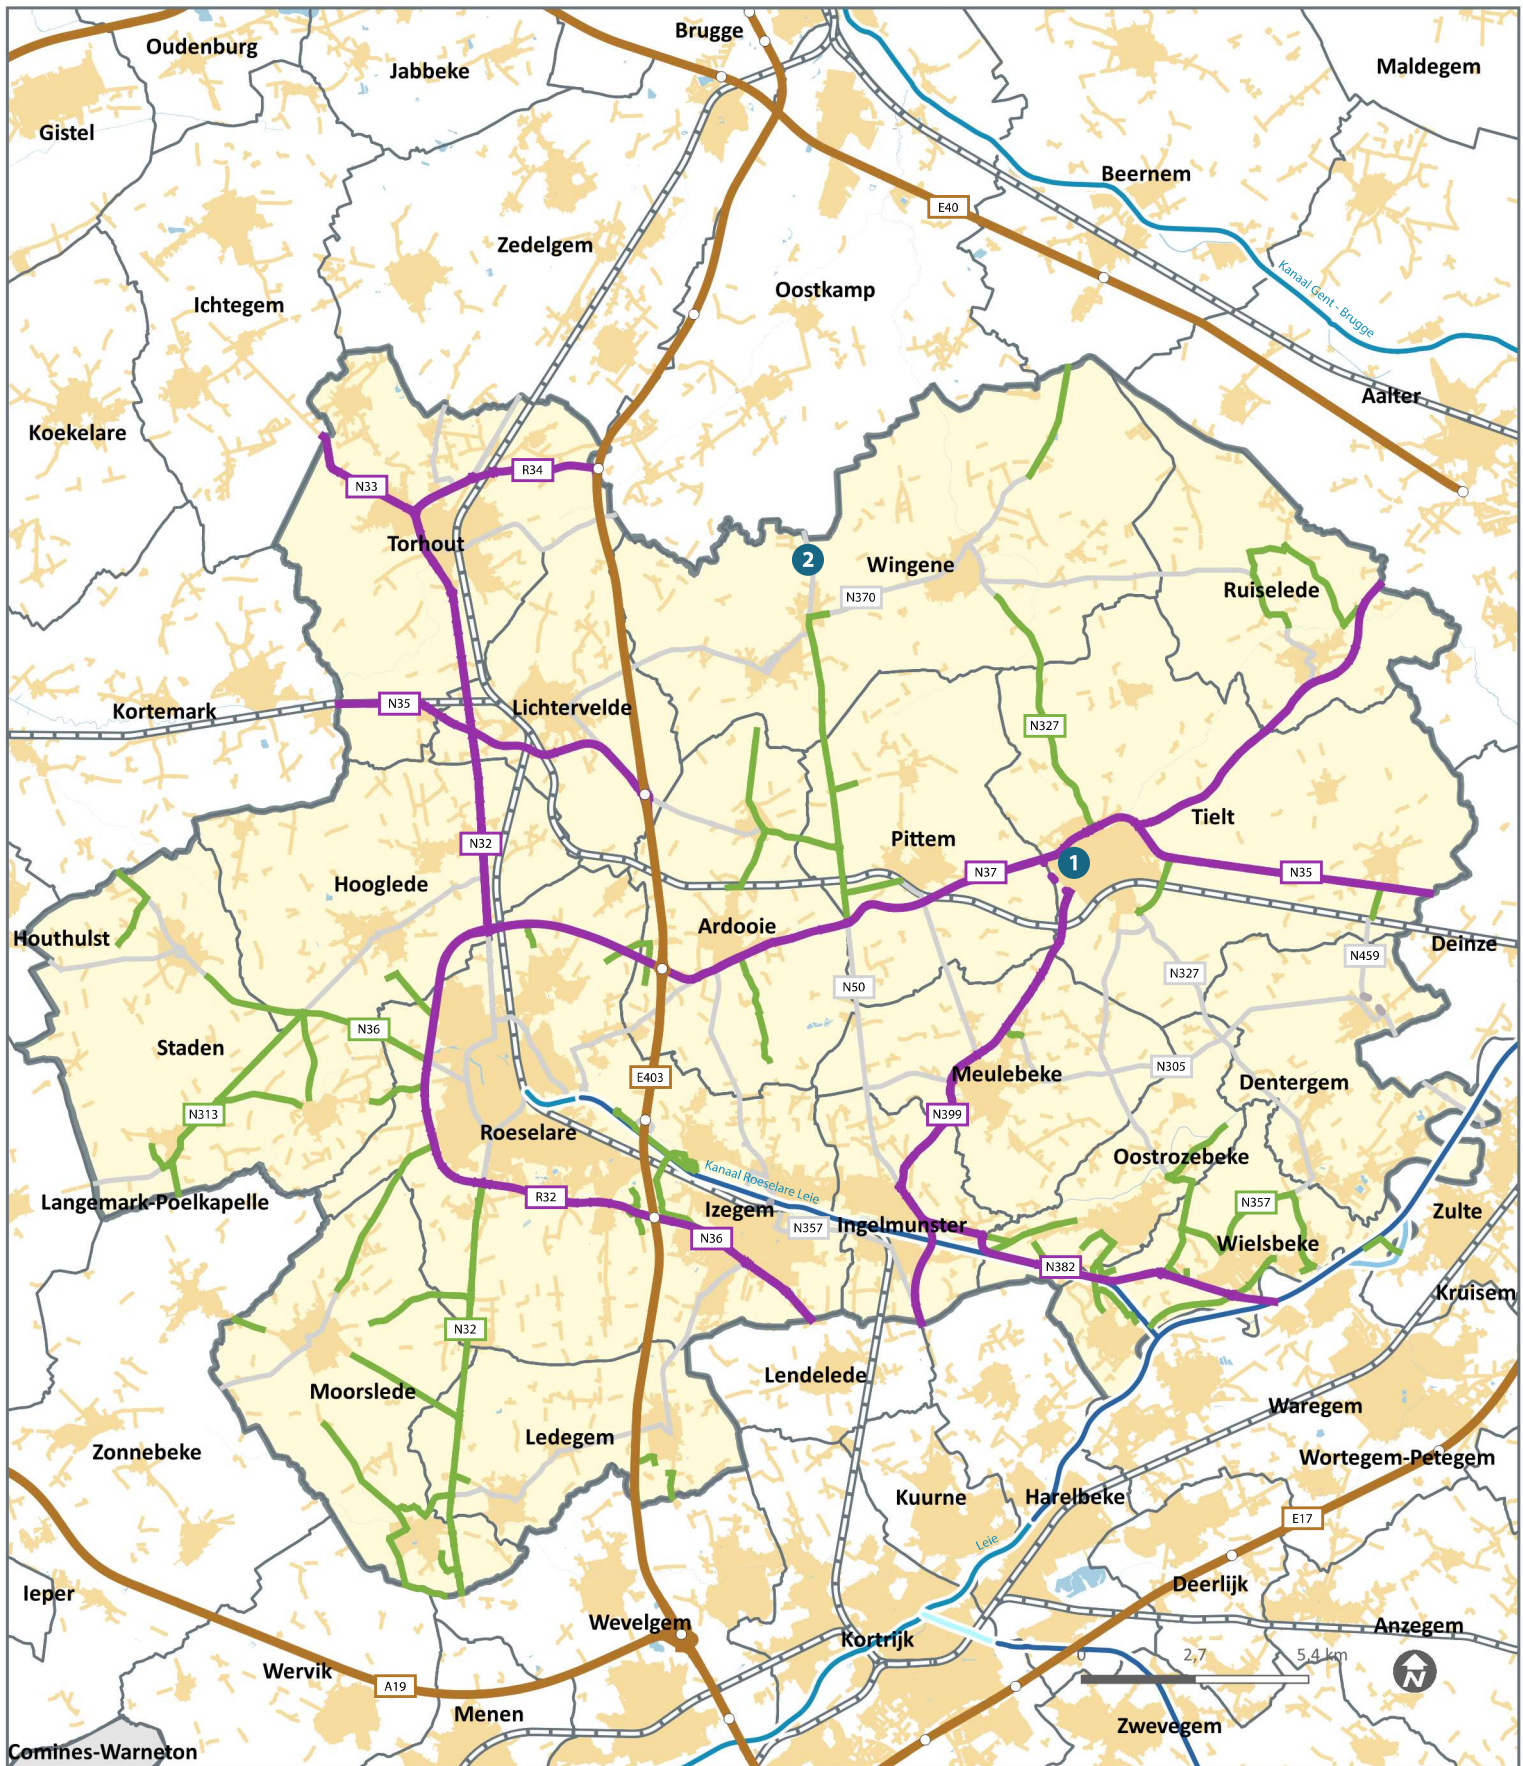 Brugge
Oudenburg
Jabbeke
Maldegem
Gistel
Beernem
E40
Zedelgem
Kanaal Gent - Brugge
Oostkamp
Ichtegem
Aalter
Koekelare
R34
N33
Torhout
2
Wingene
Ruiselede
N370
N35
Lichtervelde
Kortemark
N327
Tielt
N32
Pittem
1
N37
N35
Hooglede
Ardooie
Houthulst
Deinze
N459
N327
N50
N36
Staden
N305
Meulebeke
E403
Dentergem
N313
N399
Roeselare
Oostrozebeke
Kanaal Roeselare Leie
R32
Langemark-Poelkapelle
N357
Izegem
Zulte
N357
Ingelmunster
N36
Wielsbeke
N382
Kruisem
N32
Lendelede
Moorslede
Waregem
Ledegem
Zonnebeke
Wortegem-Petegem
Kuurne
Harelbeke
E17
Leie
Deerlijk
Ieper
Wevelgem
Anzegem
Kortrijk
0 2,7 5,4 km
Wervik
N
A19
Menen
Zwevegem
Comines-Warneton